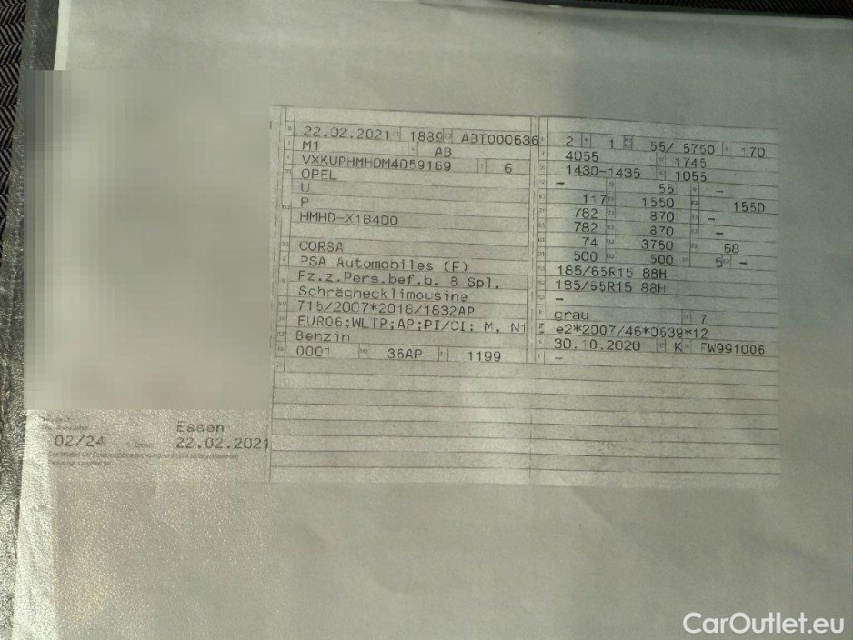 22.02.2021 1889 ABT000636
M1 AB
VXKUPHMHDM4059169 6
OPEL
U
P
HMHD-X1B400
CORSA
PSA Automobiles (F)
Fz.z.Pers.bef.b. 8 Spl.
Schräghecklimousine
715/2007*2018/1832AP
EURO6;WLTP;AP;PI/CI; M, N1
Benzin
0001 36AP 1199
2 1 55/ 5750 170
4055 1745
1430-1435 1055
– 55 –
117 1550 1550
782 870 –
782 870 –
74 3750 68
500 500 5 –
185/65R15 88H
185/65R15 88H
–
grau 7
e2*2007/46*0639*12
30.10.2020 K FW991006
–
Essen
02/24 22.02.2021
CarOutlet.eu